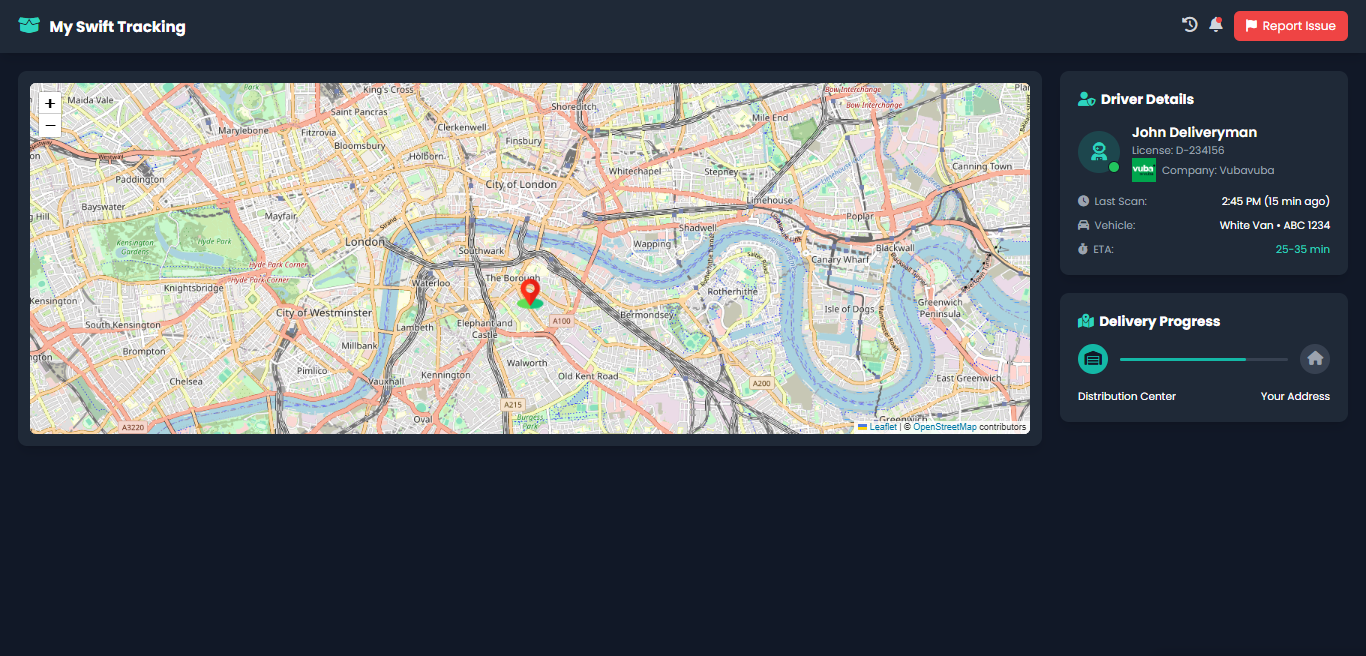 My Swift Tracking
Report Issue
+
−
Maida Vale
King's Cross
Saint Pancras
Shoreditch
Bow Interchange
Bow Interchange
Mile End
Marylebone
Fitzrovia
Clerkenwell
Bloomsbury
Finsbury
Holborn
Whitechapel
Stepney
Canning Town
Westway
Paddington
City of London
Limehouse
Bayswater
Mayfair
Strand
Poplar
Kensington
Gardens
Hyde Park
London
Southwark
Wapping
Shadwell
Blackwall
Hyde Park Corner
Hyde Park Corner
Canary Wharf
Knightsbridge
Waterloo
The Borough
Rotherhithe
Kensington
City of Westminster
Lambeth
Elephant and
Castle
A100
Bermondsey
Isle of Dogs
Greenwich
Peninsula
South Kensington
Brompton
Millbank
Walworth
Pimlico
Kennington
Old Kent Road
Chelsea
Vauxhall
A200
East Greenwich
A215
Oval
Burgess
Park
Greenwich
A3220
Leaflet | © OpenStreetMap contributors
Driver Details
John Deliveryman
License: D-234156
vuba
Company: Vubavuba
Last Scan: 2:45 PM (15 min ago)
Vehicle: White Van • ABC 1234
ETA: 25-35 min
Delivery Progress
Distribution Center Your Address